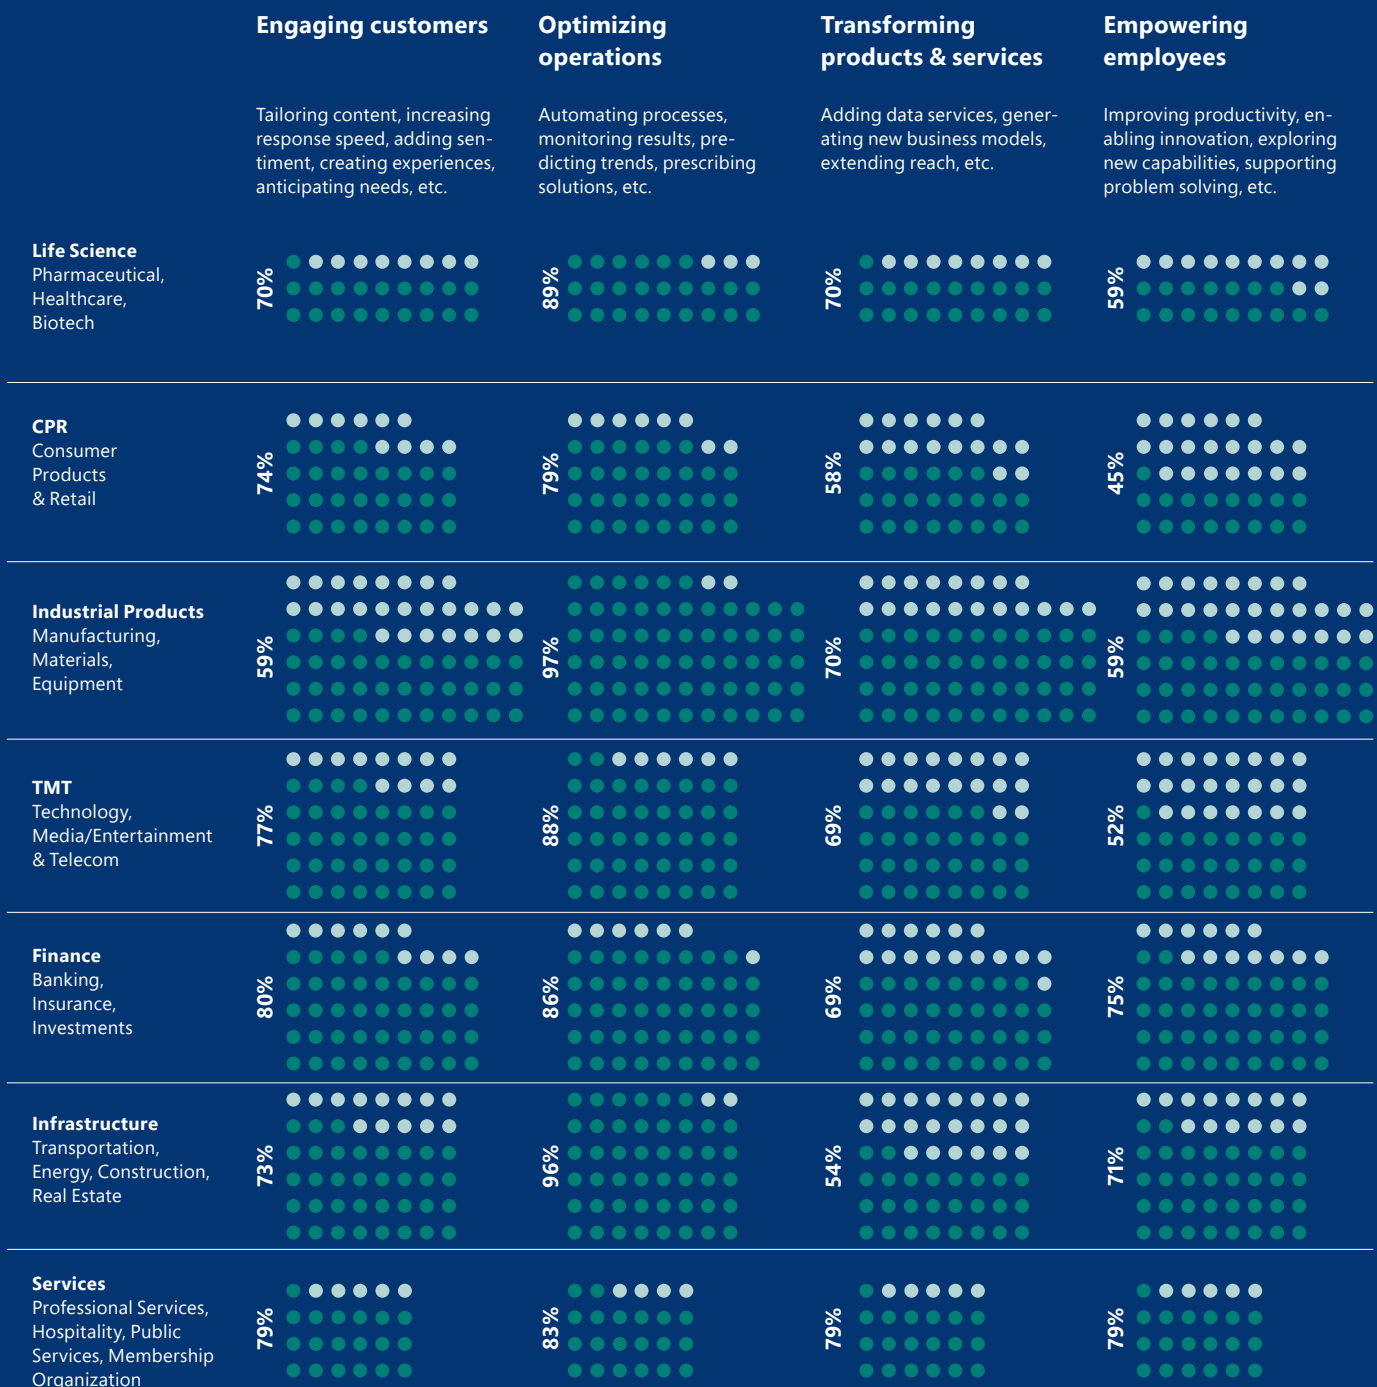 Engaging customers
Optimizing
operations
Transforming
products & services
Empowering
employees
Tailoring content, increasing
response speed, adding sen-
timent, creating experiences,
anticipating needs, etc.
Automating processes,
monitoring results, pre-
dicting trends, prescribing
solutions, etc.
Adding data services, gener-
ating new business models,
extending reach, etc.
Improving productivity, en-
abling innovation, exploring
new capabilities, supporting
problem solving, etc.
Life Science
Pharmaceutical,
Healthcare,
Biotech
70%
89%
70%
59%
CPR
Consumer
Products
& Retail
74%
79%
58%
45%
Industrial Products
Manufacturing,
Materials,
Equipment
59%
97%
70%
59%
TMT
Technology,
Media/Entertainment
& Telecom
77%
88%
69%
52%
Finance
Banking,
Insurance,
Investments
80%
86%
69%
75%
Infrastructure
Transportation,
Energy, Construction,
Real Estate
73%
96%
54%
71%
Services
Professional Services,
Hospitality, Public
Services, Membership
Organization
79%
83%
79%
79%